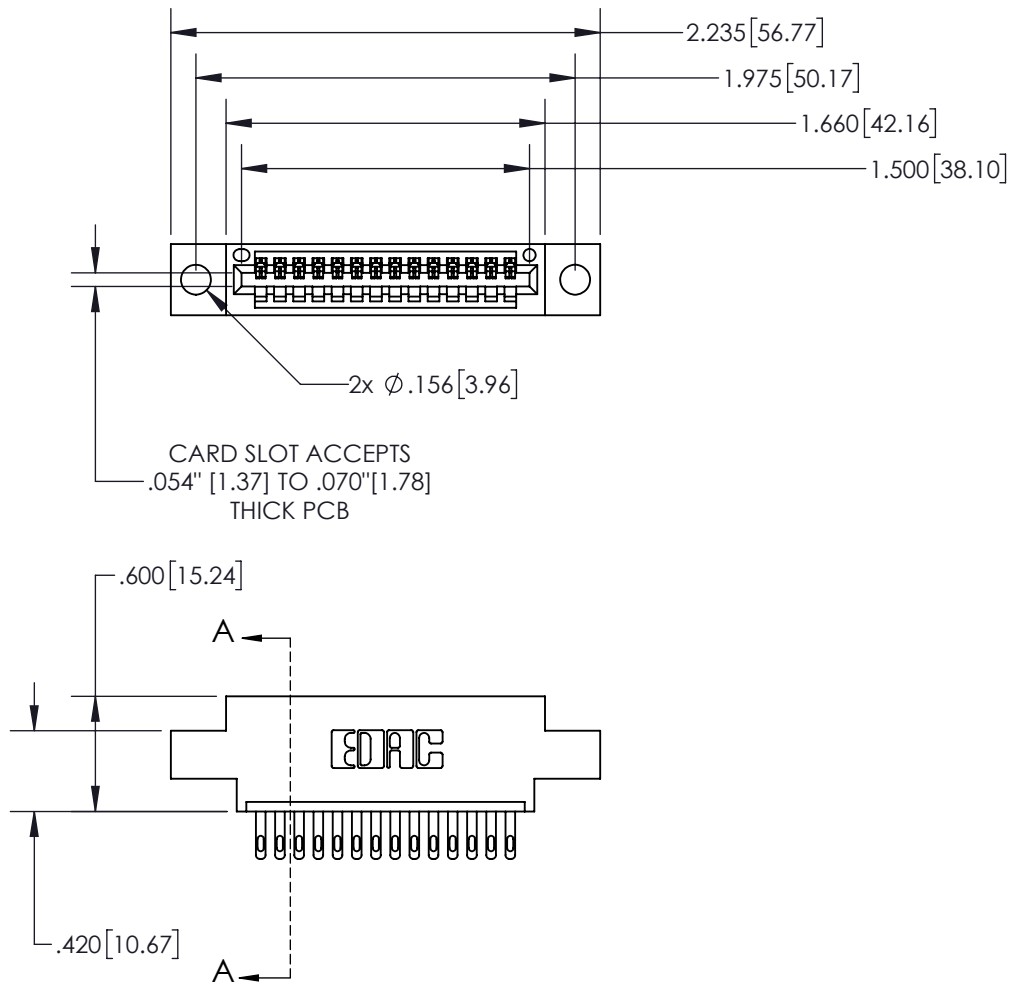 2.235[56.77]
1.975[50.17]
1.660[42.16]
1.500[38.10]
2x Ø.156[3.96]
CARD SLOT ACCEPTS
.054" [1.37] TO .070"[1.78]
THICK PCB
.600[15.24]
A
EDAC
.420[10.67]
A